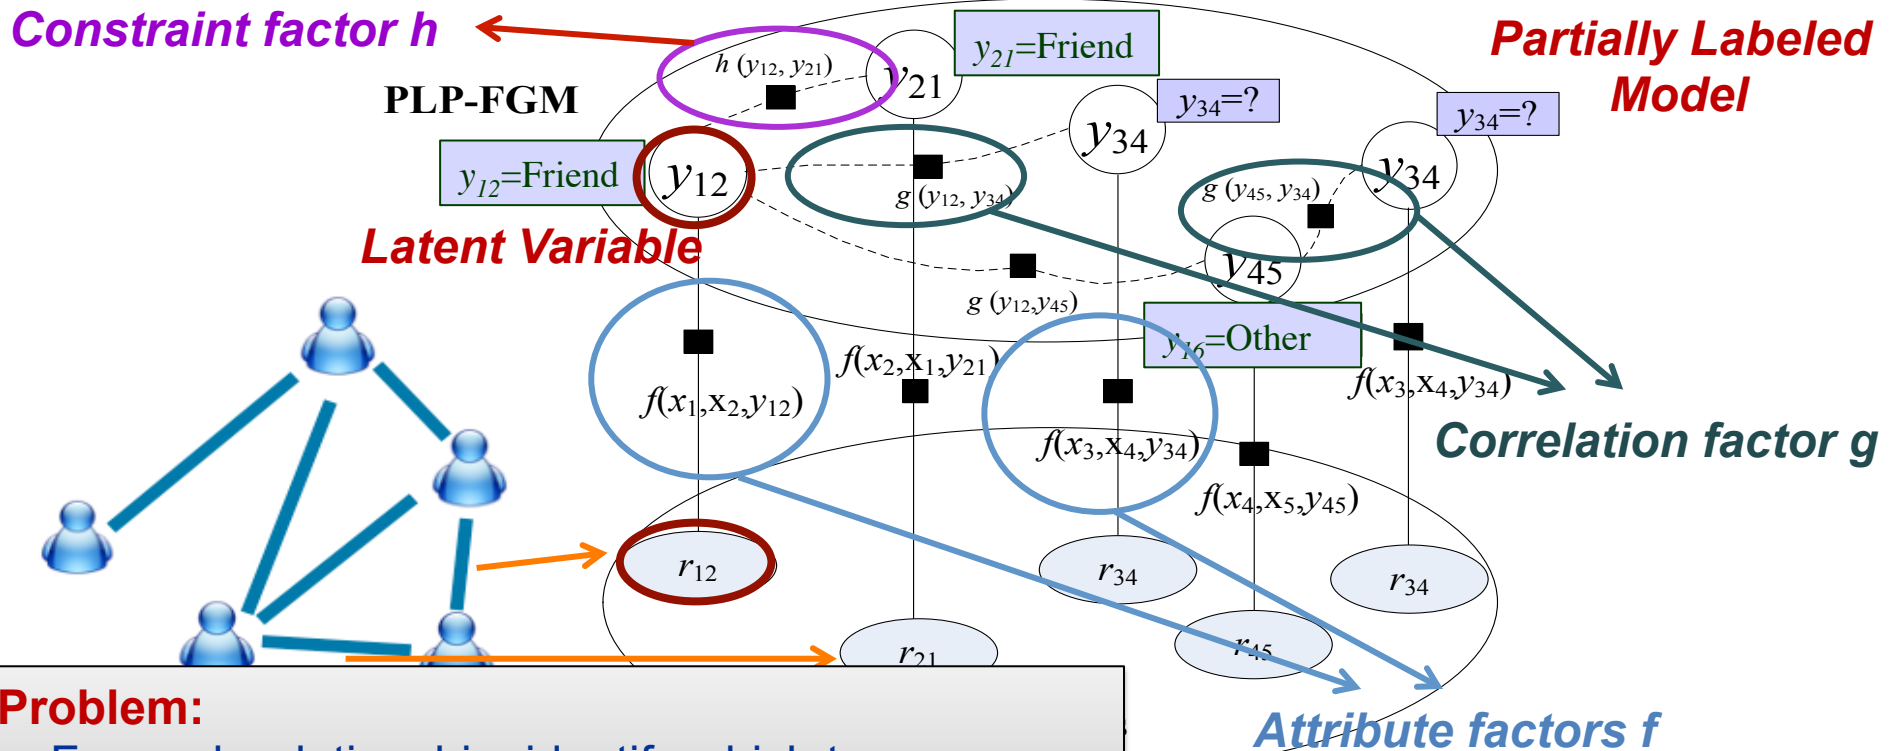 Constraint factor h
Partially Labeled
Model
PLP-FGM
h (y12, y21)
y21
y21=Friend
y34
y34=?
y34=?
y34
y12=Friend
y12
g (y12, y34)
g (y45, y34)
Latent Variable
y45
g (y12,y45)
y16=Other
f(x2,x1,y21)
f(x1,x2,y12)
f(x3,x4,y34)
f(x3,x4,y34)
Correlation factor g
f(x4,x5,y45)
r12
r34
r34
r21
r45
Problem:
Attribute factors f